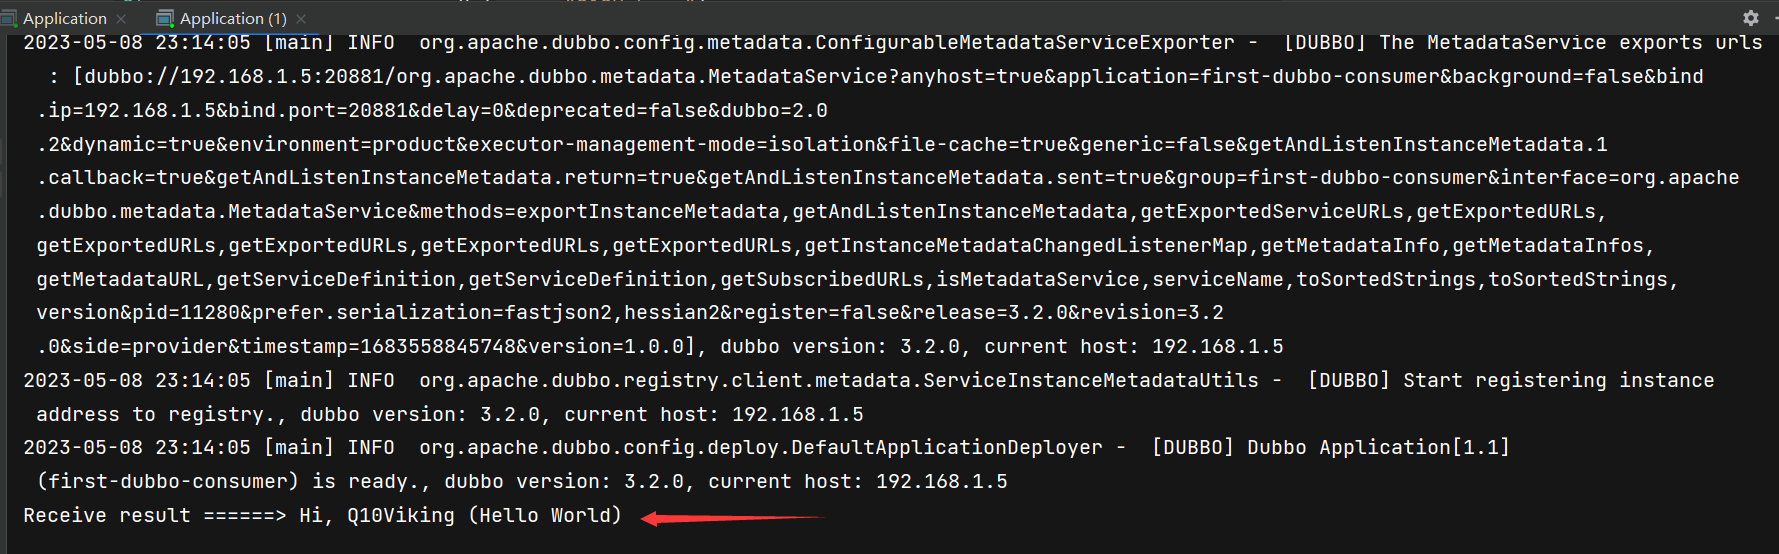 Application
Application (1)
2023-05-08 23:14:05 [main] INFO  org.apache.dubbo.config.metadata.ConfigurableMetadataServiceExporter -  [DUBBO] The MetadataService exports urls
: [dubbo://192.168.1.5:20881/org.apache.dubbo.metadata.MetadataService?anyhost=true&application=first-dubbo-consumer&background=false&bind
.ip=192.168.1.5&bind.port=20881&delay=0&deprecated=false&dubbo=2.0
.2&dynamic=true&environment=product&executor-management-mode=isolation&file-cache=true&generic=false&getAndListenInstanceMetadata.1
.callback=true&getAndListenInstanceMetadata.return=true&getAndListenInstanceMetadata.sent=true&group=first-dubbo-consumer&interface=org.apache
.dubbo.metadata.MetadataService&methods=exportInstanceMetadata,getAndListenInstanceMetadata,getExportedServiceURLs,getExportedURLs,
getExportedURLs,getExportedURLs,getExportedURLs,getExportedURLs,getInstanceMetadataChangedListenerMap,getMetadataInfo,getMetadataInfos,
getMetadataURL,getServiceDefinition,getServiceDefinition,getSubscribedURLs,isMetadataService,serviceName,toSortedStrings,toSortedStrings,
version&pid=11280&prefer.serialization=fastjson2,hessian2&register=false&release=3.2.0&revision=3.2
.0&side=provider&timestamp=1683558845748&version=1.0.0], dubbo version: 3.2.0, current host: 192.168.1.5
2023-05-08 23:14:05 [main] INFO  org.apache.dubbo.registry.client.metadata.ServiceInstanceMetadataUtils -  [DUBBO] Start registering instance
address to registry., dubbo version: 3.2.0, current host: 192.168.1.5
2023-05-08 23:14:05 [main] INFO  org.apache.dubbo.config.deploy.DefaultApplicationDeployer -  [DUBBO] Dubbo Application[1.1]
(first-dubbo-consumer) is ready., dubbo version: 3.2.0, current host: 192.168.1.5
Receive result ======> Hi, Q10Viking (Hello World)